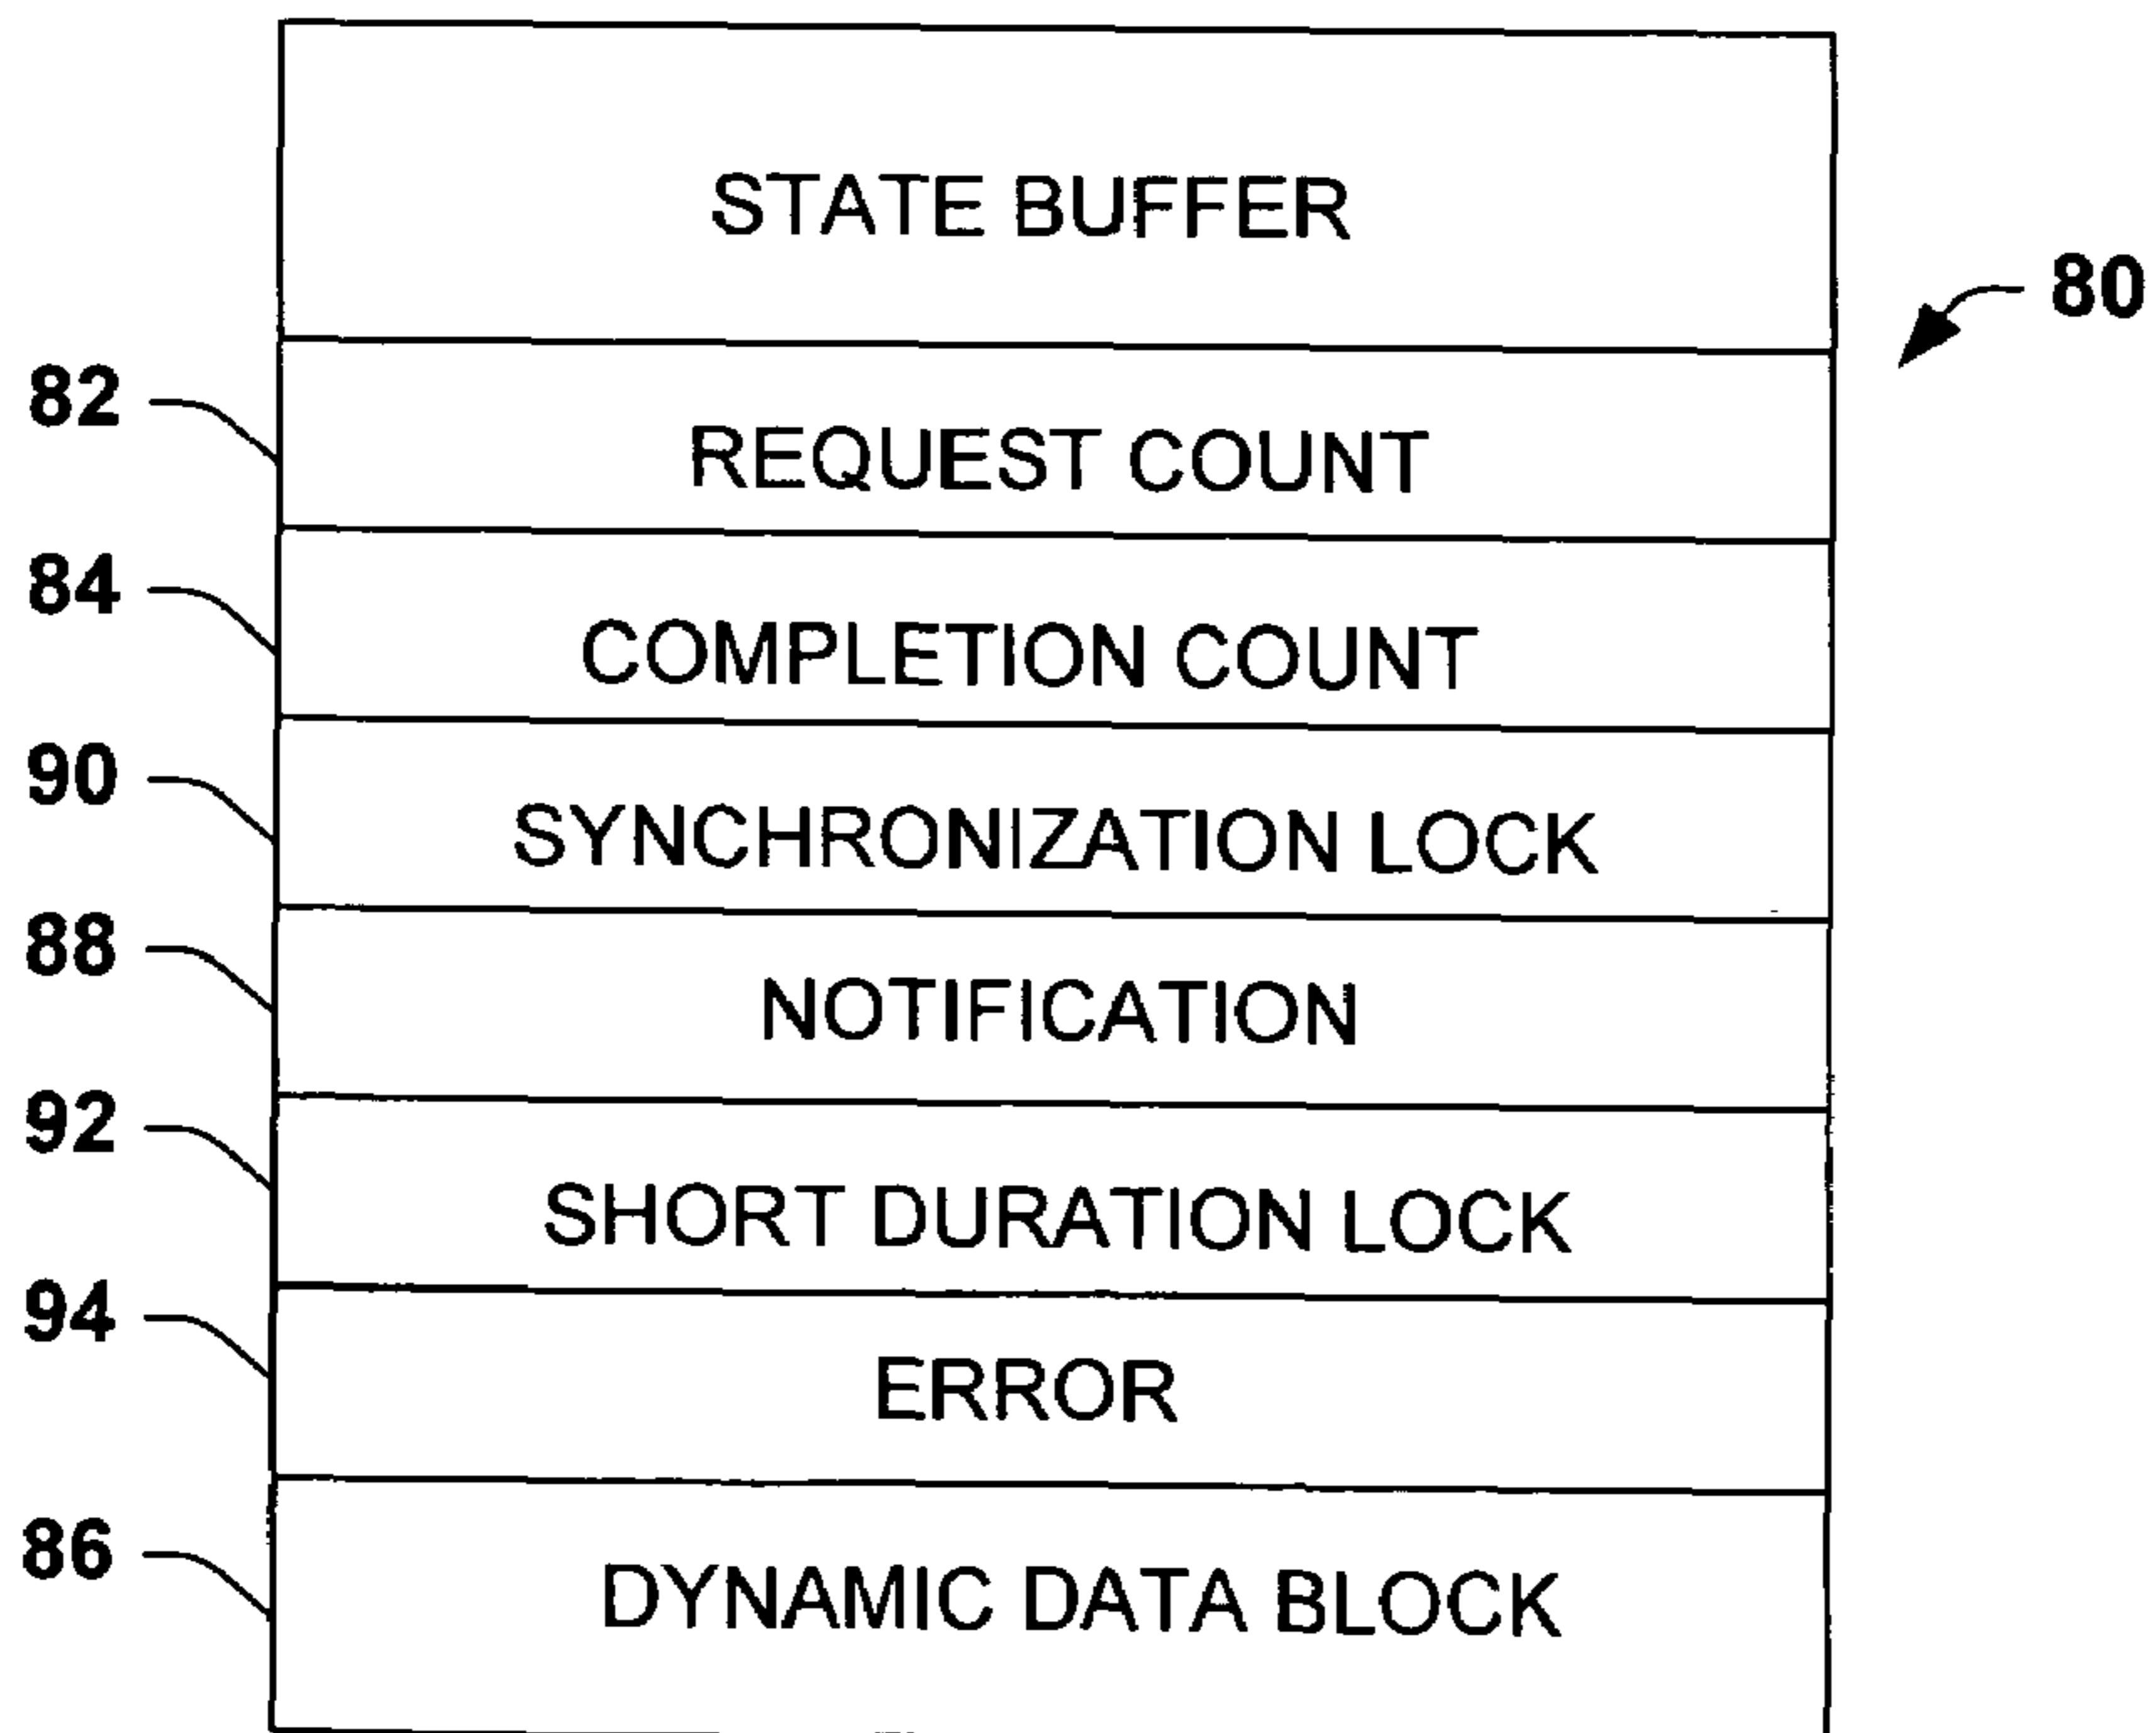 STATE BUFFER
80
82 REQUEST COUNT
84 COMPLETION COUNT
90 SYNCHRONIZATION LOCK
88 NOTIFICATION
92 SHORT DURATION LOCK
94 ERROR
86 DYNAMIC DATA BLOCK